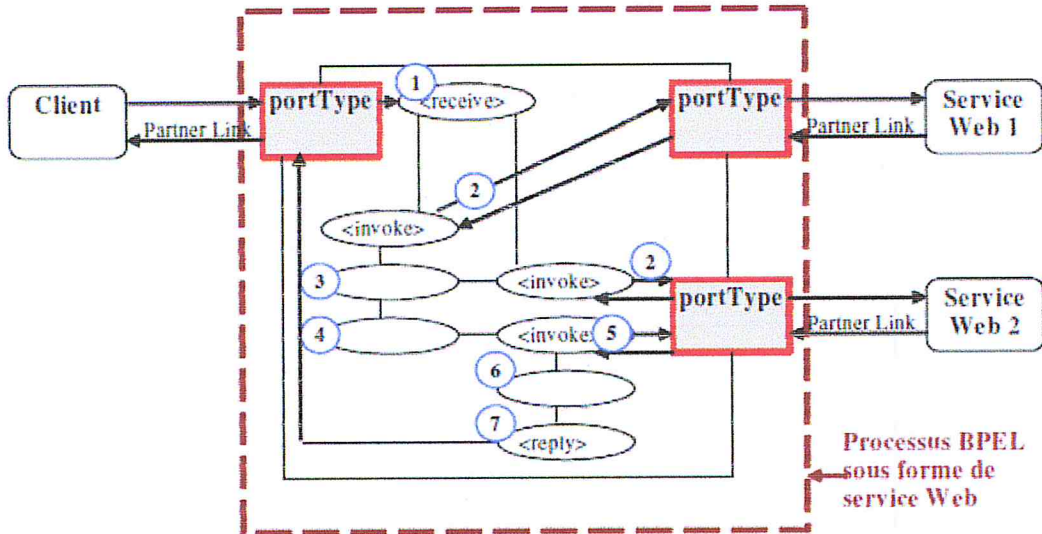 1
Client
portType
<receive>
portType
Service
Web 1
Partner Link
Partner Link
2
<invoke>
3
<invoke>
2
portType
Service
Web 2
4
<invoke>
5
Partner Link
6
7
<reply>
Processus BPEL
sous forme de
service Web